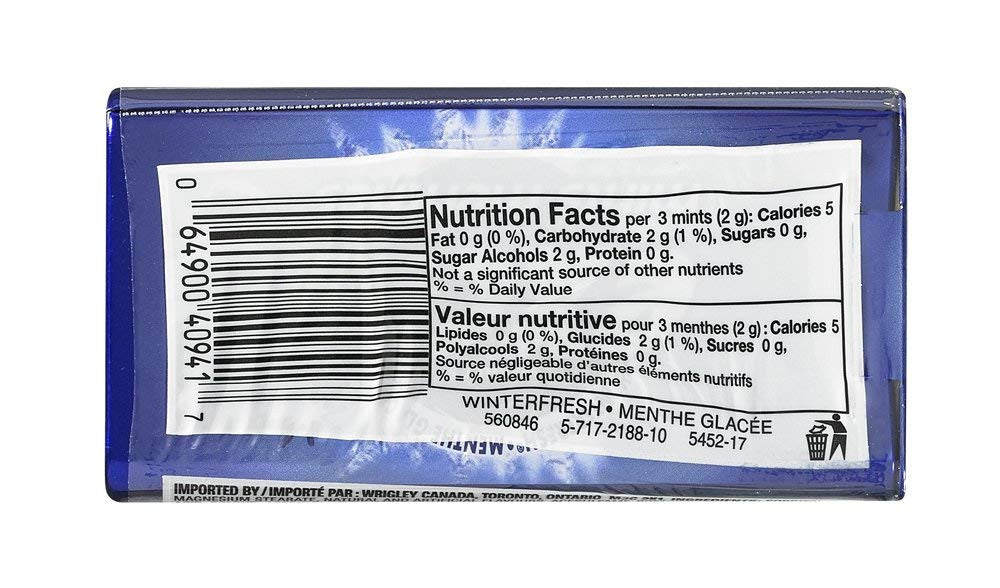 0 64900 40941 7
Nutrition Facts per 3 mints (2 g): Calories 5
Fat 0 g (0 %), Carbohydrate 2 g (1 %), Sugars 0 g,
Sugar Alcohols 2 g, Protein 0 g.
Not a significant source of other nutrients
% = % Daily Value
Valeur nutritive pour 3 menthes (2 g) : Calories 5
Lipides 0 g (0 %), Glucides 2 g (1 %), Sucres 0 g,
Polyalcools 2 g, Protéines 0 g.
Source négligeable d'autres éléments nutritifs
% = % valeur quotidienne
WINTERFRESH • MENTHE GLACÉE
560846 5-717-2188-10 5452-17
IMPORTED BY / IMPORTÉ PAR : WRIGLEY CANADA, TORONTO, ONTARIO
MAGNESIUM STEARATE, NATURAL AND